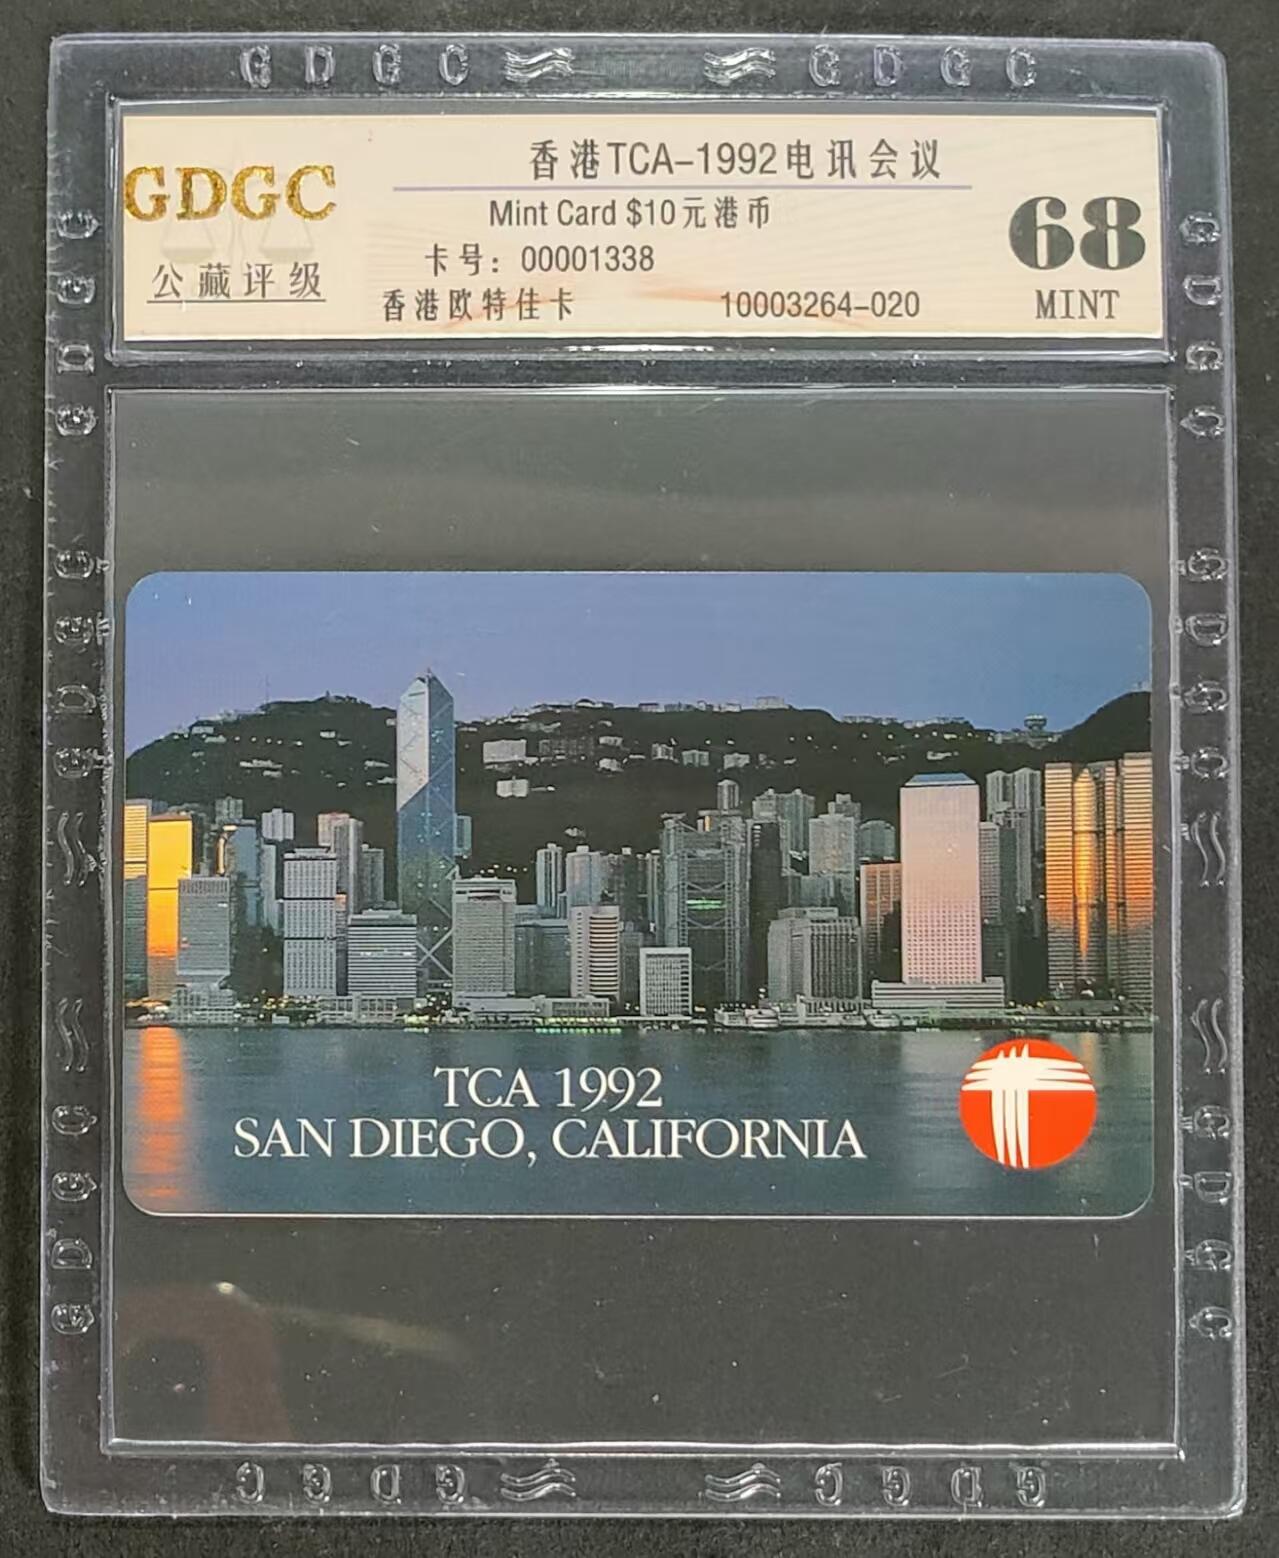 GDGC GDGC
GDGC
公藏评级
香港TCA-1992电讯会议
Mint Card $10元港币
卡号: 00001338
香港欧特佳卡
10003264-020
68
MINT
TCA 1992
SAN DIEGO, CALIFORNIA